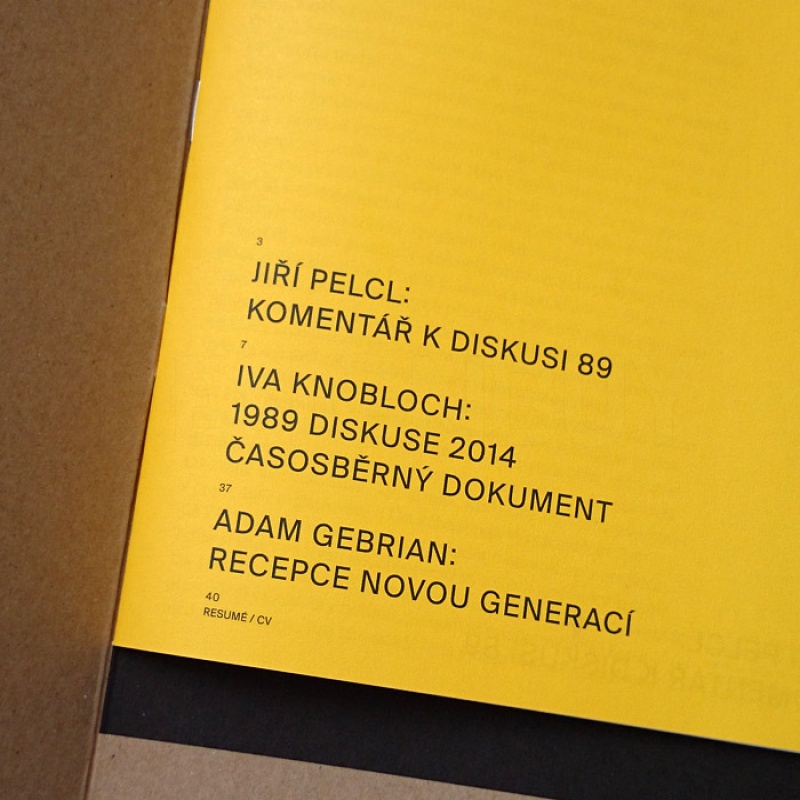 3
JIŘÍ PELCL:
KOMENTÁŘ K DISKUSI 89
7
IVA KNOBLOCH:
1989 DISKUSE 2014
ČASOSBĚRNÝ DOKUMENT
37
ADAM GEBRIAN:
RECEPCE NOVOU GENERACÍ
40
RESUMÉ / CV